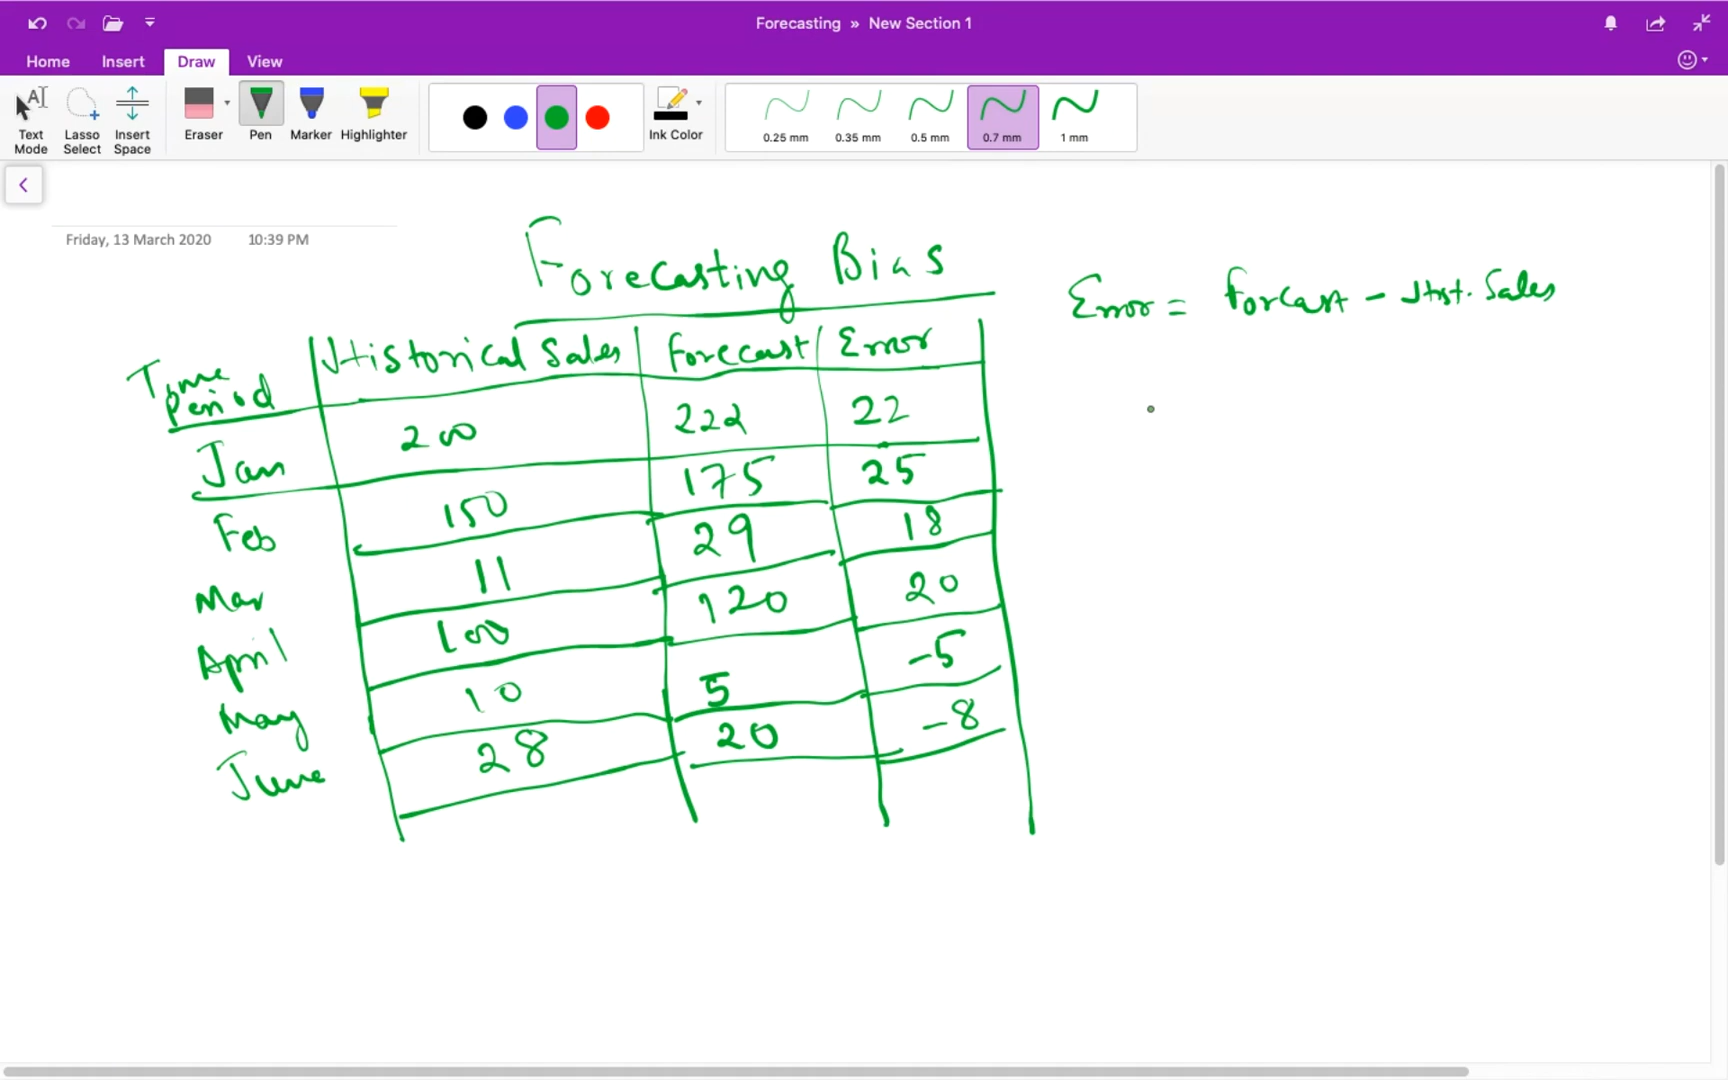 Forecasting » New Section 1
Home Insert Draw View
Text Mode
Lasso Select
Insert Space
Eraser
Pen
Marker
Highlighter
Ink Color
0.25 mm
0.35 mm
0.5 mm
0.7 mm
1 mm
Friday, 13 March 2020 10:39 PM
Forecasting Bias
Error = Forcast - Hist. Sales
Time Period Historical Sales Forecast Error
Jan 200 222 22
Feb 150 175 25
Mar 11 29 18
April 100 120 20
May 10 5 -5
June 28 20 -8